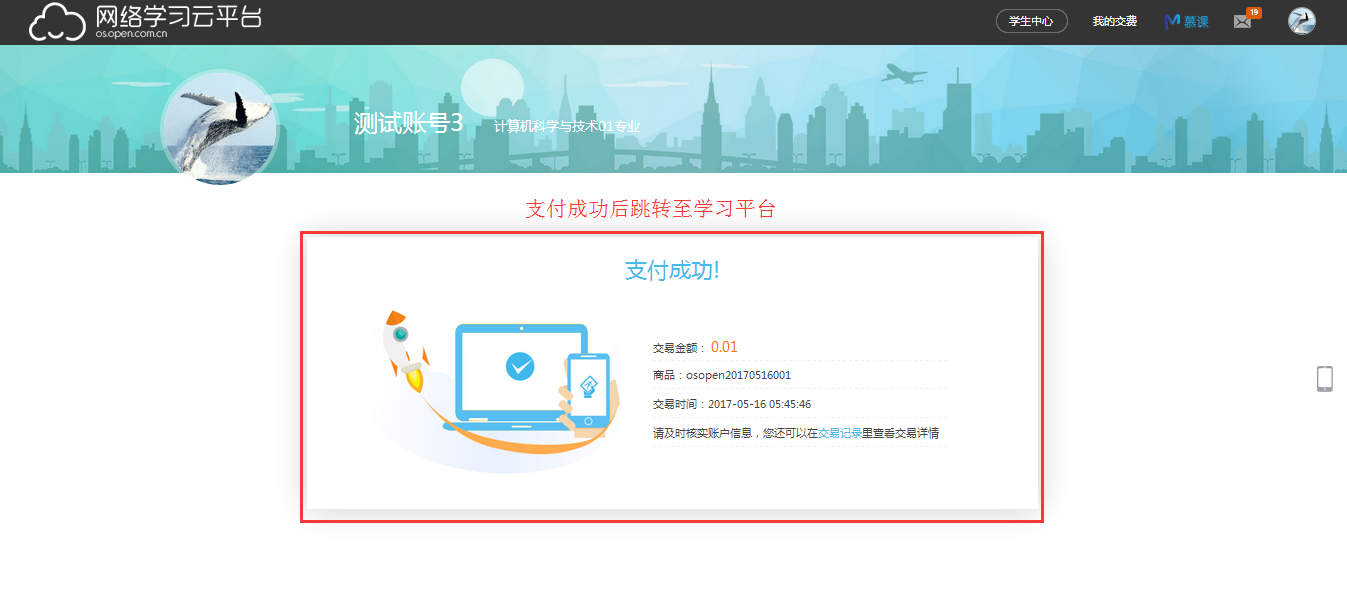 网络学习云平台
os.open.com.cn
学生中心
我的交费
慕课
19
测试账号3
计算机科学与技术01专业
支付成功后跳转至学习平台
支付成功!
交易金额： 0.01
商品：osopen20170516001
交易时间：2017-05-16 05:45:46
请及时核实账户信息，您还可以在交易记录里查看交易详情